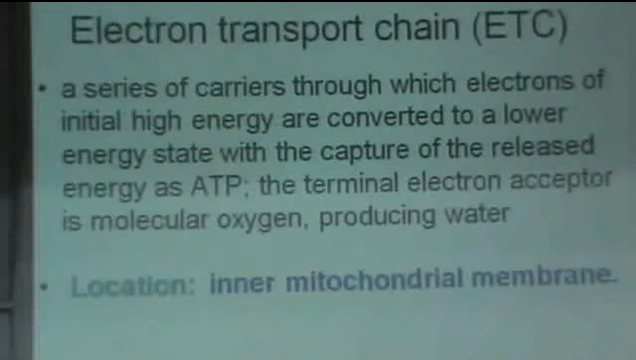 Electron transport chain (ETC)
• a series of carriers through which electrons of
initial high energy are converted to a lower
energy state with the capture of the released
energy as ATP; the terminal electron acceptor
is molecular oxygen, producing water
• Location: inner mitochondrial membrane.